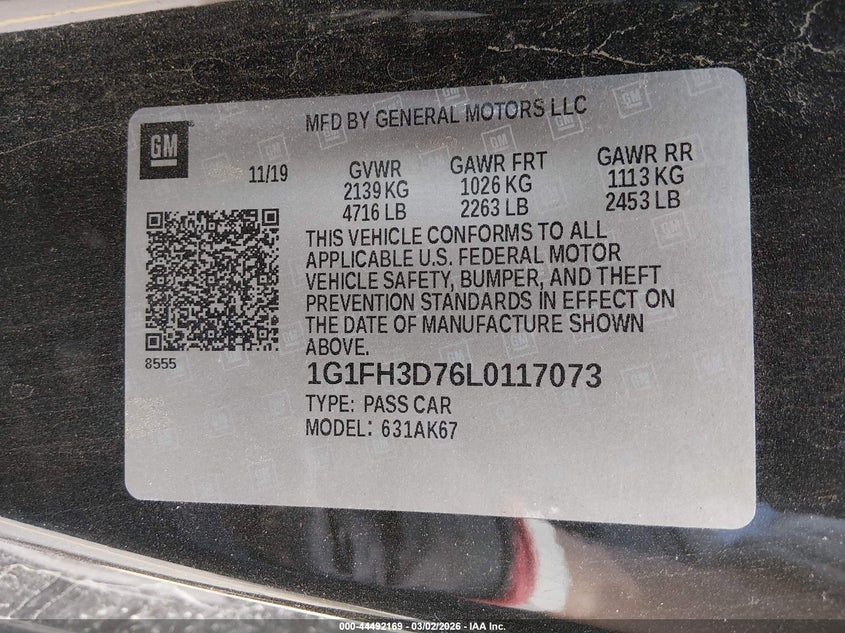 MFD BY GENERAL MOTORS LLC
GM
11/19
GVWR
2139 KG
4716 LB
GAWR FRT
1026 KG
2263 LB
GAWR RR
1113 KG
2453 LB
THIS VEHICLE CONFORMS TO ALL
APPLICABLE U.S. FEDERAL MOTOR
VEHICLE SAFETY, BUMPER, AND THEFT
PREVENTION STANDARDS IN EFFECT ON
THE DATE OF MANUFACTURE SHOWN
ABOVE.
8555
1G1FH3D76L0117073
TYPE: PASS CAR
MODEL: 631AK67
000-44492169 - 03/02/2026 - IAA Inc.